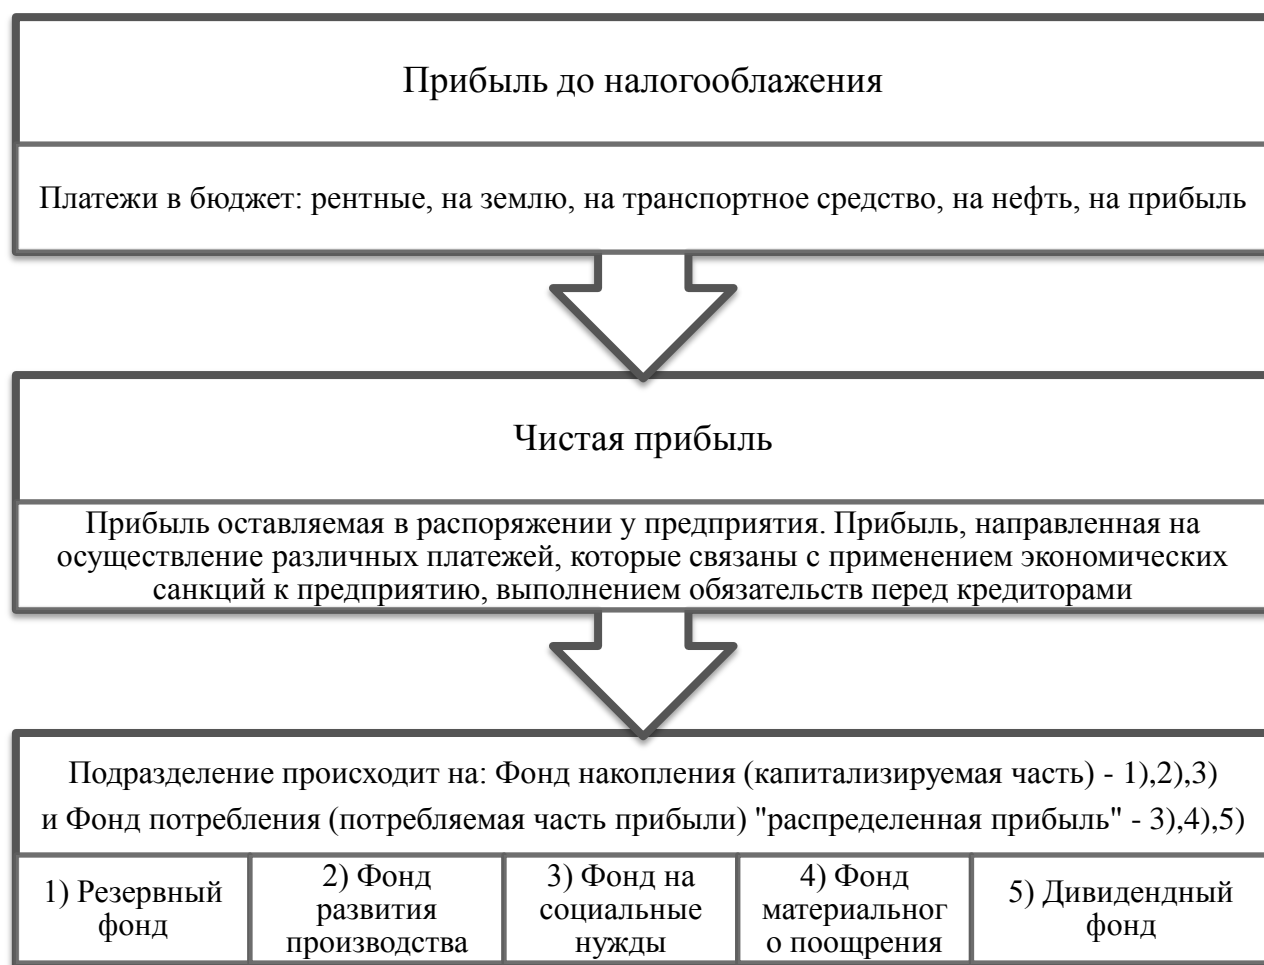 Прибыль до налогооблажения
Платежи в бюджет: рентные, на землю, на транспортное средство, на нефть, на прибыль
Чистая прибыль
Прибыль оставляемая в распоряжении у предприятия. Прибыль, направленная на
осуществление различных платежей, которые связаны с применением экономических
санкций к предприятию, выполнением обязательств перед кредиторами
Подразделение происходит на: Фонд накопления (капитализируемая часть) - 1),2),3)
и Фонд потребления (потребляемая часть прибыли) "распределенная прибыль" - 3),4),5)
1) Резервный
фонд
2) Фонд
развития
производства
3) Фонд на
социальные
нужды
4) Фонд
материальног
о поощрения
5) Дивидендный
фонд